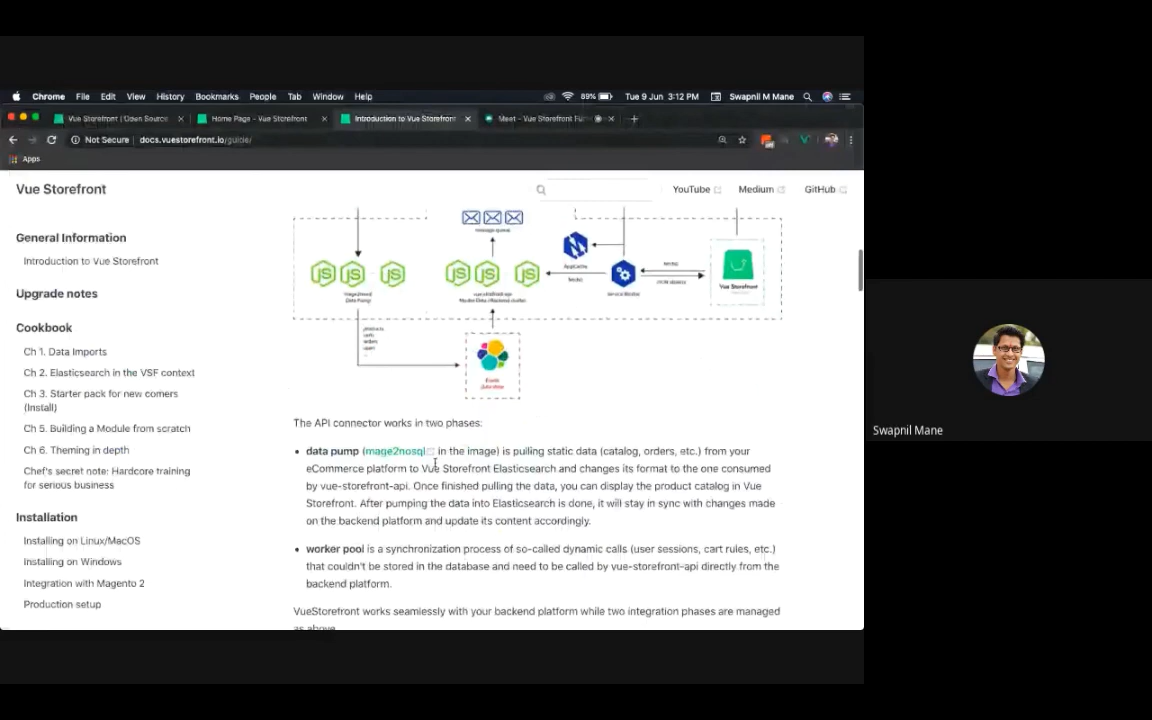 Chrome File Edit View History Bookmarks People Tab Window Help 89% Tue 9 Jun 3:12 PM Swapnil M Mane
Vue Storefront | Open Source Home Page - Vue Storefront Introduction to Vue Storefront Meet - Vue Storefront Fu
Not Secure docs.vuestorefront.io/guide/
Apps
Vue Storefront YouTube Medium GitHub
General Information
Introduction to Vue Storefront
Upgrade notes
Cookbook
Ch 1. Data Imports
Ch 2. Elasticsearch in the VSF context
Ch 3. Starter pack for new comers
(Install)
Ch 5. Building a Module from scratch
Ch 6. Theming in depth
Chef's secret note: Hardcore training
for serious business
Installation
Installing on Linux/MacOS
Installing on Windows
Integration with Magento 2
Production setup
message queue
AppCache
Vue Storefront
The API connector works in two phases:
• data pump (mage2nosql in the image) is pulling static data (catalog, orders, etc.) from your
eCommerce platform to Vue Storefront Elasticsearch and changes its format to the one consumed
by vue-storefront-api. Once finished pulling the data, you can display the product catalog in Vue
Storefront. After pumping the data into Elasticsearch is done, it will stay in sync with changes made
on the backend platform and update its content accordingly.
• worker pool is a synchronization process of so-called dynamic calls (user sessions, cart rules, etc.)
that couldn't be stored in the database and need to be called by vue-storefront-api directly from the
backend platform.
VueStorefront works seamlessly with your backend platform while two integration phases are managed
as above.
Swapnil Mane